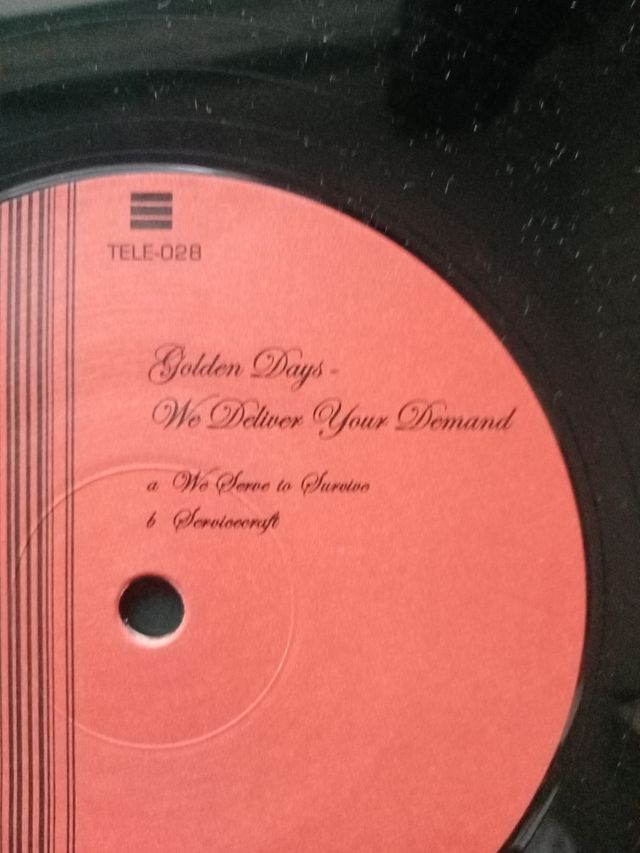 TELE-028
Golden Days -
We Deliver Your Demand
a We Serve to Survive
b Servicecraft